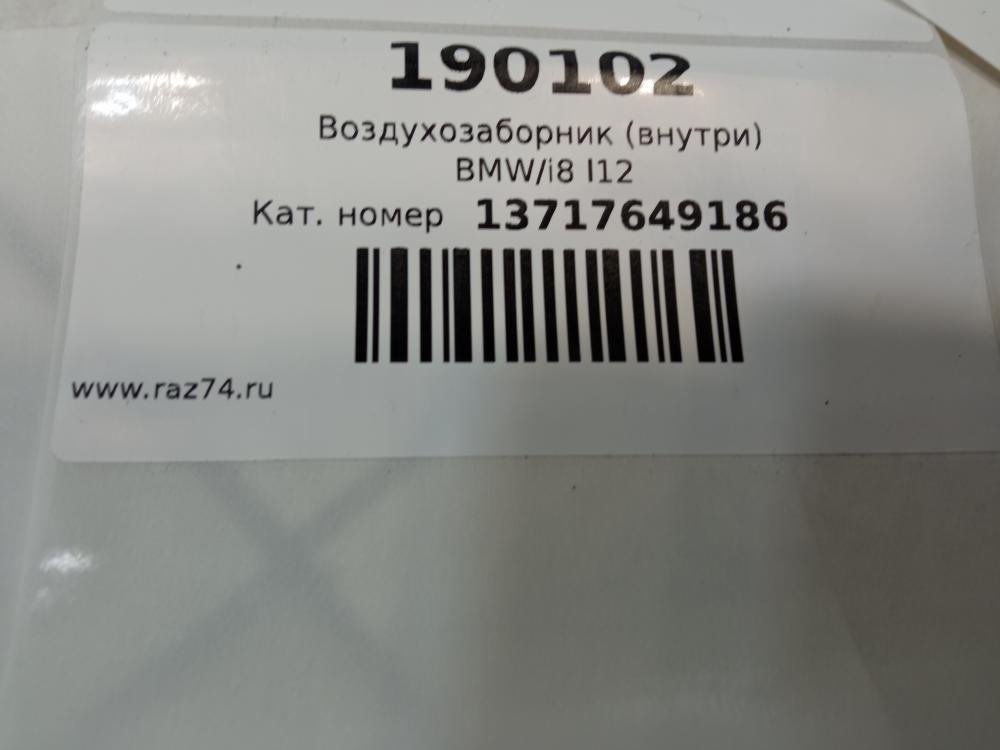 190102
Воздухозаборник (внутри)
BMW/i8 I12
Кат. номер 13717649186
www.raz74.ru